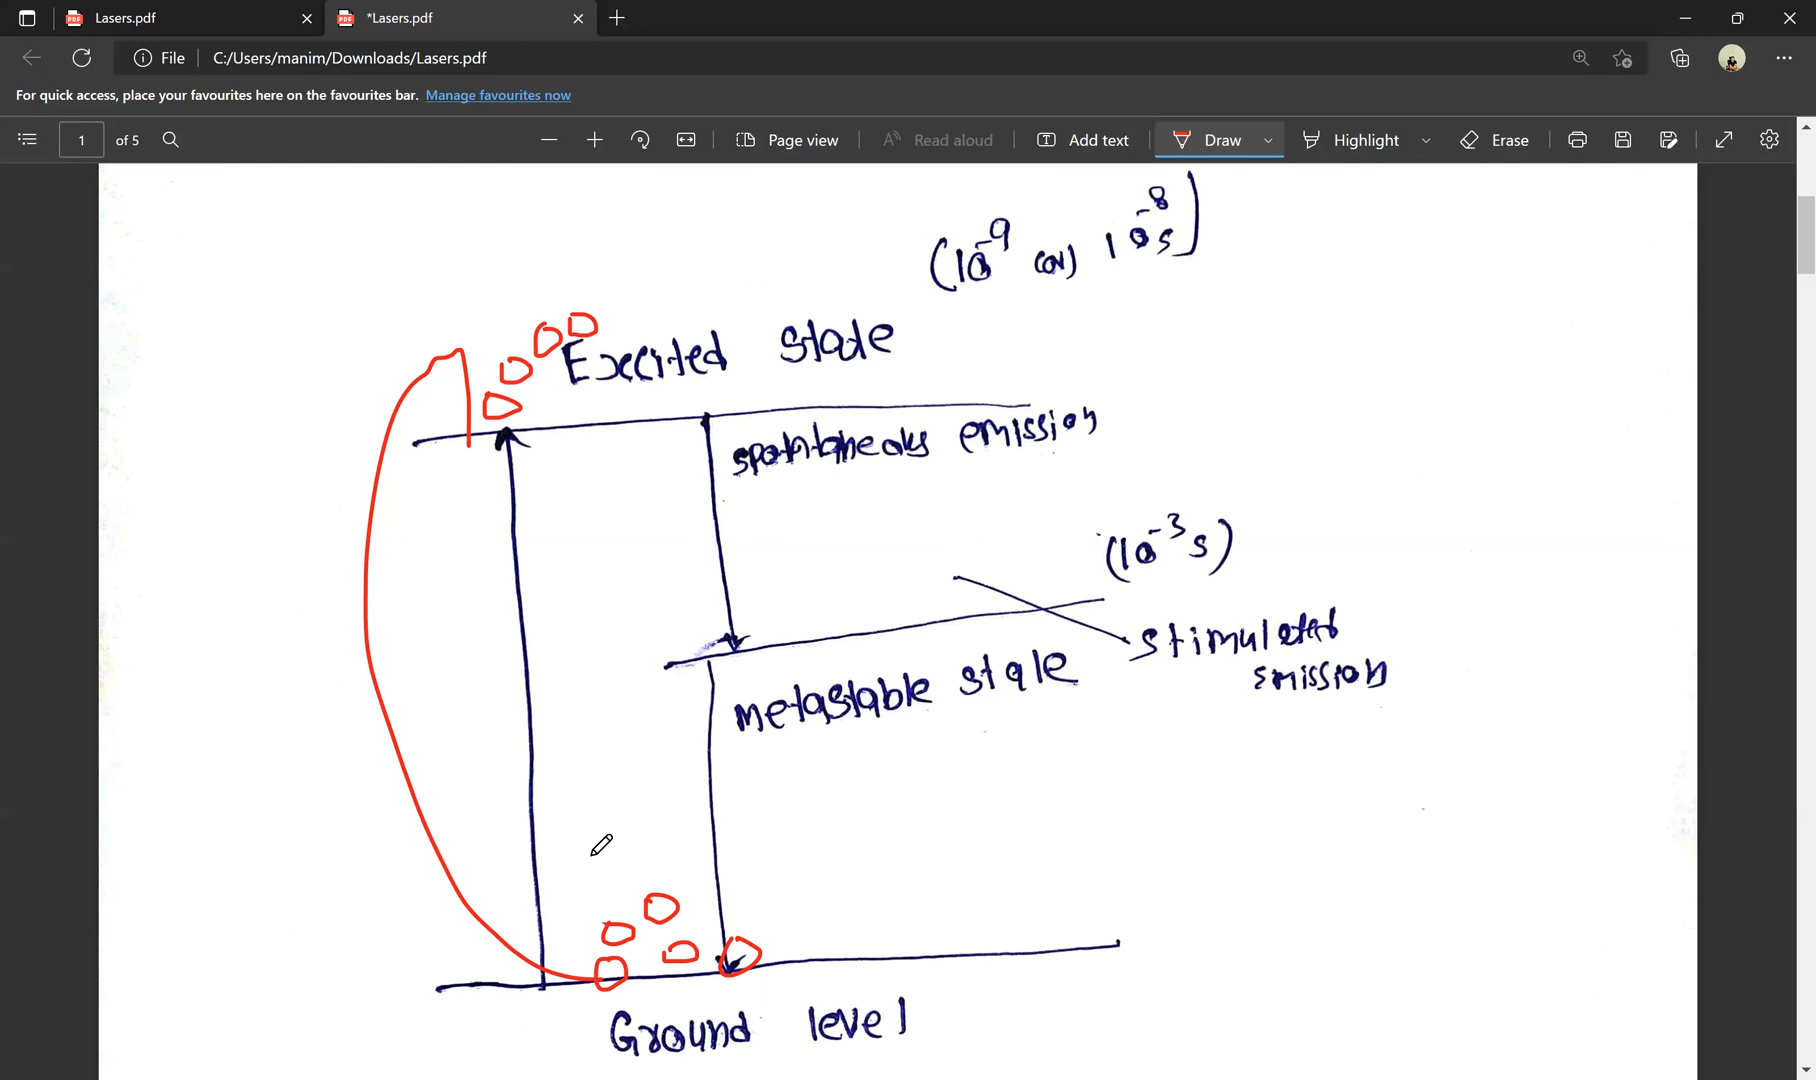 Lasers.pdf
*Lasers.pdf
File C:/Users/manim/Downloads/Lasers.pdf
For quick access, place your favourites here on the favourites bar. Manage favourites now
1 of 5 Page view Read aloud Add text Draw Highlight Erase
(10⁻⁹ (or) 10⁻⁸s)
Excited state
spontaneous emission
(10⁻³s)
stimulated
Emission
metastable state
Ground level